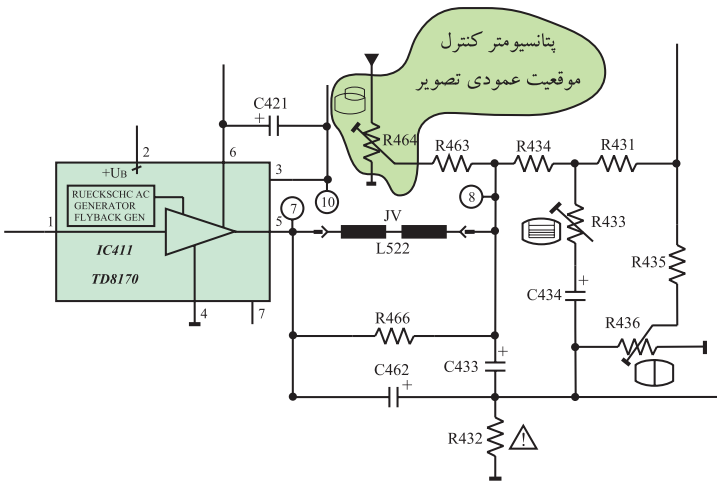 پتانسیومتر کنترل
موقعیت عمودی تصویر
C421
+
R464
R463
R434
R431
2
6
3
+UB
RUECKSCHC AC
GENERATOR
FLYBACK GEN
10
7
8
1
5
JV
L522
IC411
TD8170
R433
R435
4
7
C434
+
R436
R466
C433
+
C462
+
R432
!